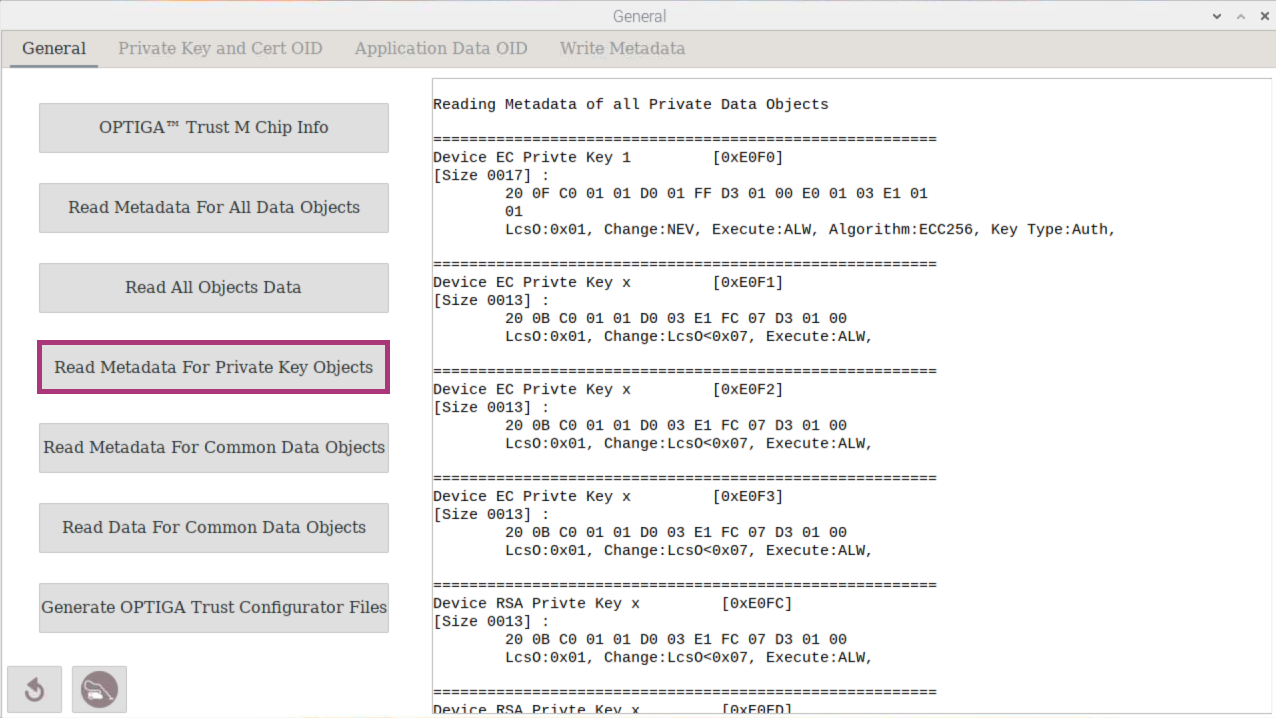 General
General Private Key and Cert OID Application Data OID Write Metadata
OPTIGA™ Trust M Chip Info
Read Metadata For All Data Objects
Read All Objects Data
Read Metadata For Private Key Objects
Read Metadata For Common Data Objects
Read Data For Common Data Objects
Generate OPTIGA Trust Configurator Files
Reading Metadata of all Private Data Objects
========================================================
Device EC Privte Key 1 [0xE0F0]
[Size 0017] :
20 0F C0 01 01 D0 01 FF D3 01 00 E0 01 03 E1 01
01
LcsO:0x01, Change:NEV, Execute:ALW, Algorithm:ECC256, Key Type:Auth,
========================================================
Device EC Privte Key x [0xE0F1]
[Size 0013] :
20 0B C0 01 01 D0 03 E1 FC 07 D3 01 00
LcsO:0x01, Change:LcsO<0x07, Execute:ALW,
========================================================
Device EC Privte Key x [0xE0F2]
[Size 0013] :
20 0B C0 01 01 D0 03 E1 FC 07 D3 01 00
LcsO:0x01, Change:LcsO<0x07, Execute:ALW,
========================================================
Device EC Privte Key x [0xE0F3]
[Size 0013] :
20 0B C0 01 01 D0 03 E1 FC 07 D3 01 00
LcsO:0x01, Change:LcsO<0x07, Execute:ALW,
========================================================
Device RSA Privte Key x [0xE0FC]
[Size 0013] :
20 0B C0 01 01 D0 03 E1 FC 07 D3 01 00
LcsO:0x01, Change:LcsO<0x07, Execute:ALW,
========================================================
Device RSA Privte Key x [0xE0FD]